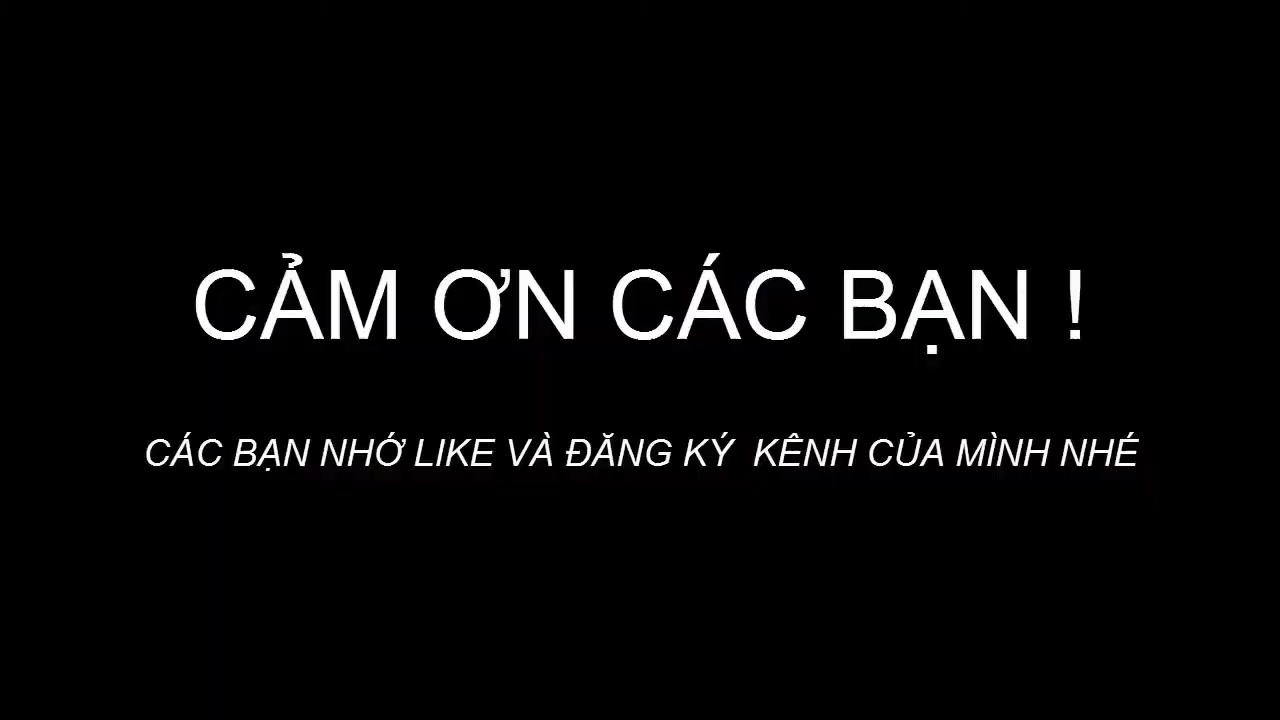 CẢM ƠN CÁC BẠN !
CÁC BẠN NHỚ LIKE VÀ ĐĂNG KÝ KÊNH CỦA MÌNH NHÉ